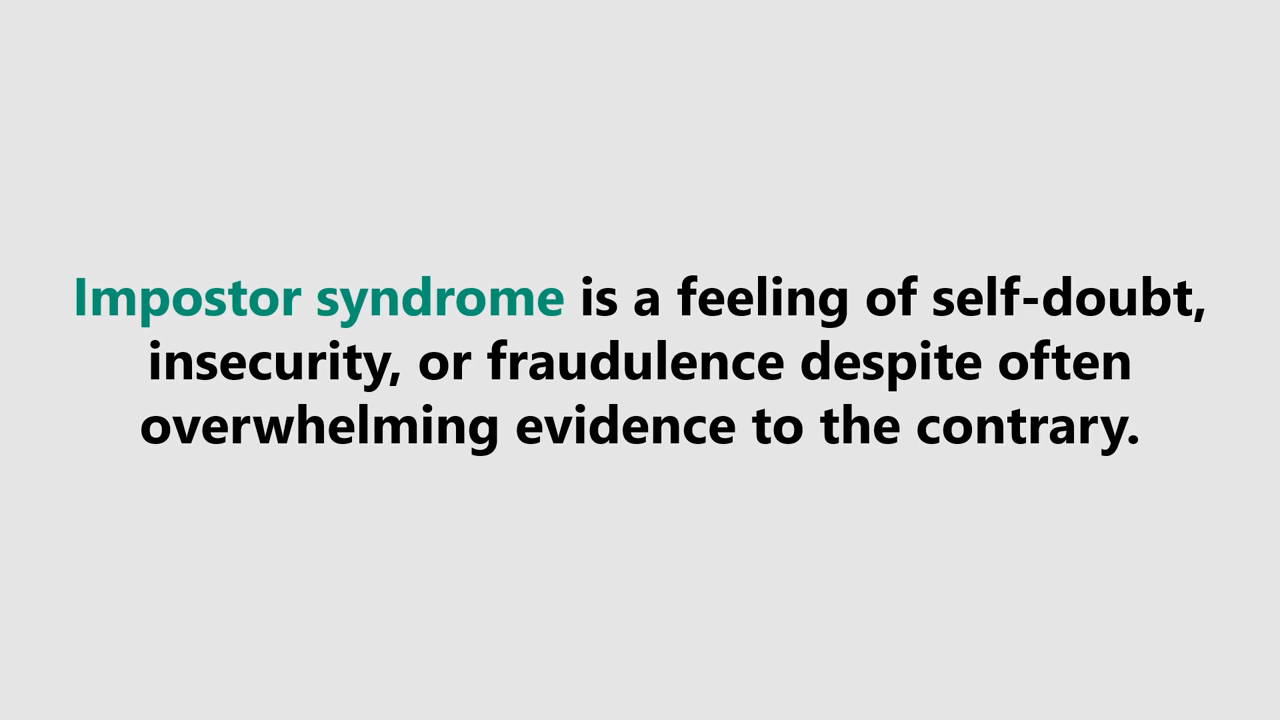 Impostor syndrome is a feeling of self-doubt,
insecurity, or fraudulence despite often
overwhelming evidence to the contrary.